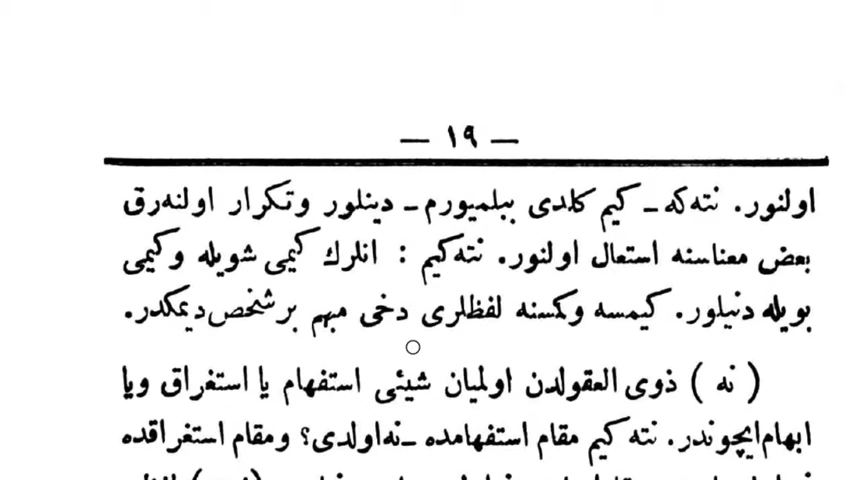 — ١٩ —
اولنور. نته‌كه ـ كيم كلدى بيلميورم ـ دينلور وتكرار اولنه‌رق
بعض معناسنه استعمال اولنور. نته‌كيم : انلرك كيمى شويله وكيمى
بويله دنيلور. كيمسه وكمسنه لفظلرى دخى مبهم برشخص ديمكدر.
( نه ) ذوى العقولدن اولميان شيئى استفهام يا استغراق ويا
ابهام ايچوندر. نته كيم مقام استفهامده ـ نه اولدى؟ ومقام استغراقده